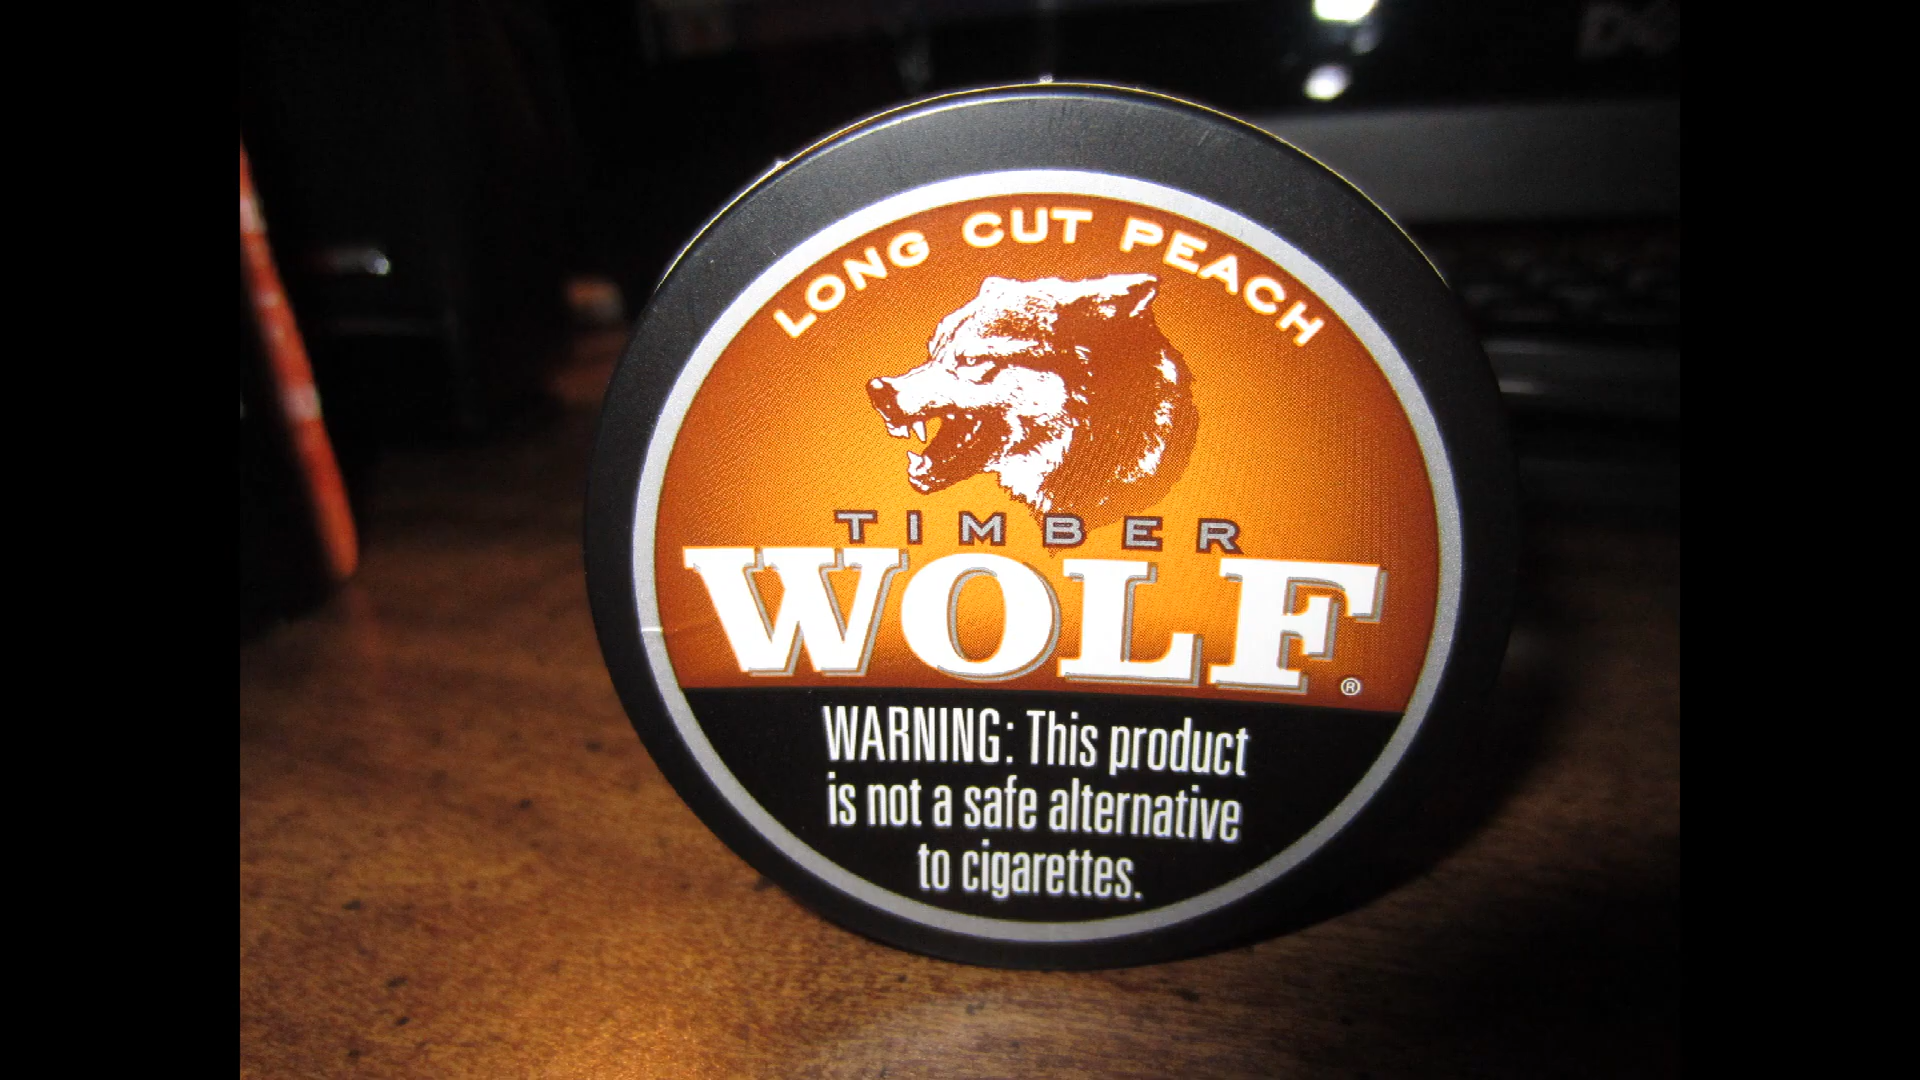 LONG CUT PEACH
TIMBER
WOLF®
WARNING: This product
is not a safe alternative
to cigarettes.